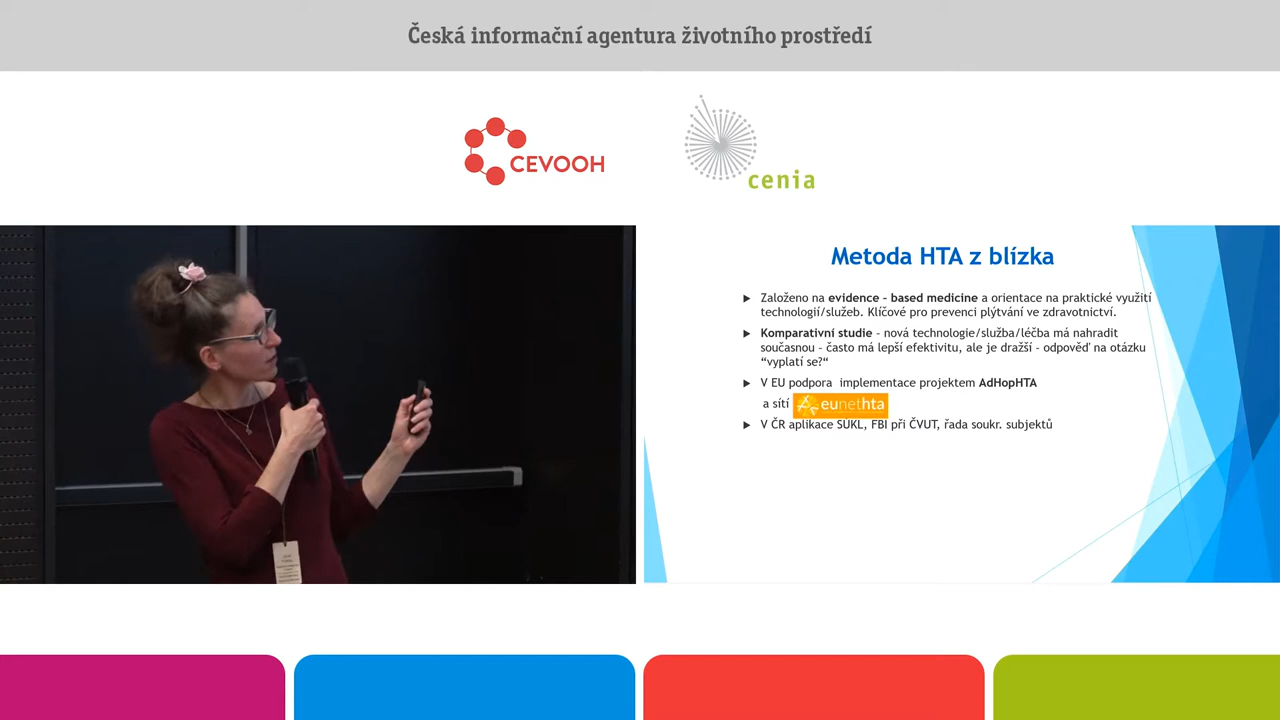 Česká informační agentura životního prostředí
CEVOOH
cenia
Metoda HTA z blízka
Založeno na evidence - based medicine a orientace na praktické využití
technologií/služeb. Klíčové pro prevenci plýtvání ve zdravotnictví.
Komparativní studie - nová technologie/služba/léčba má nahradit
současnou - často má lepší efektivitu, ale je dražší - odpověď na otázku
“vyplatí se?“
V EU podpora implementace projektem AdHopHTA
a sítí eunethta
V ČR aplikace SÚKL, FBI při ČVUT, řada soukr. subjektů